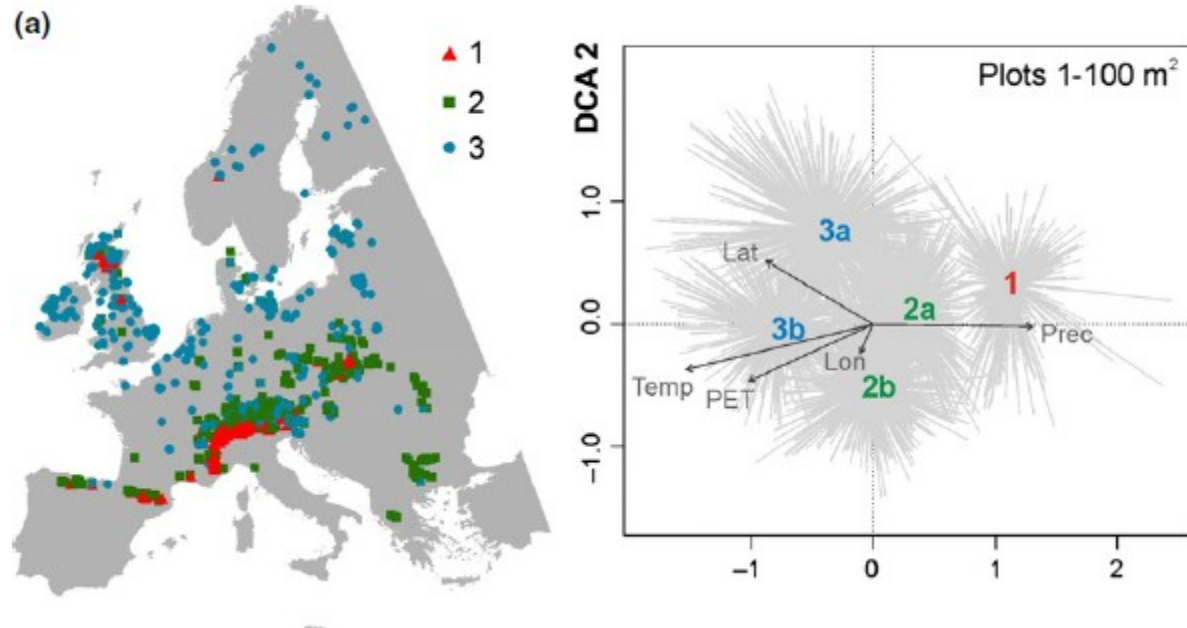 (a)
1
2
3
DCA 2
Plots 1-100 m²
1.0
0.0
−1.0
3a
Lat
1
2a
3b
Prec
Lon
Temp
PET
2b
−1
0
1
2